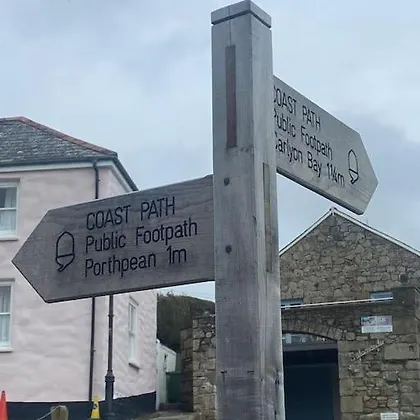 COAST PATH
Public Footpath
Porthpean 1m
COAST PATH
Public Footpath
Carlyon Bay 1¼m